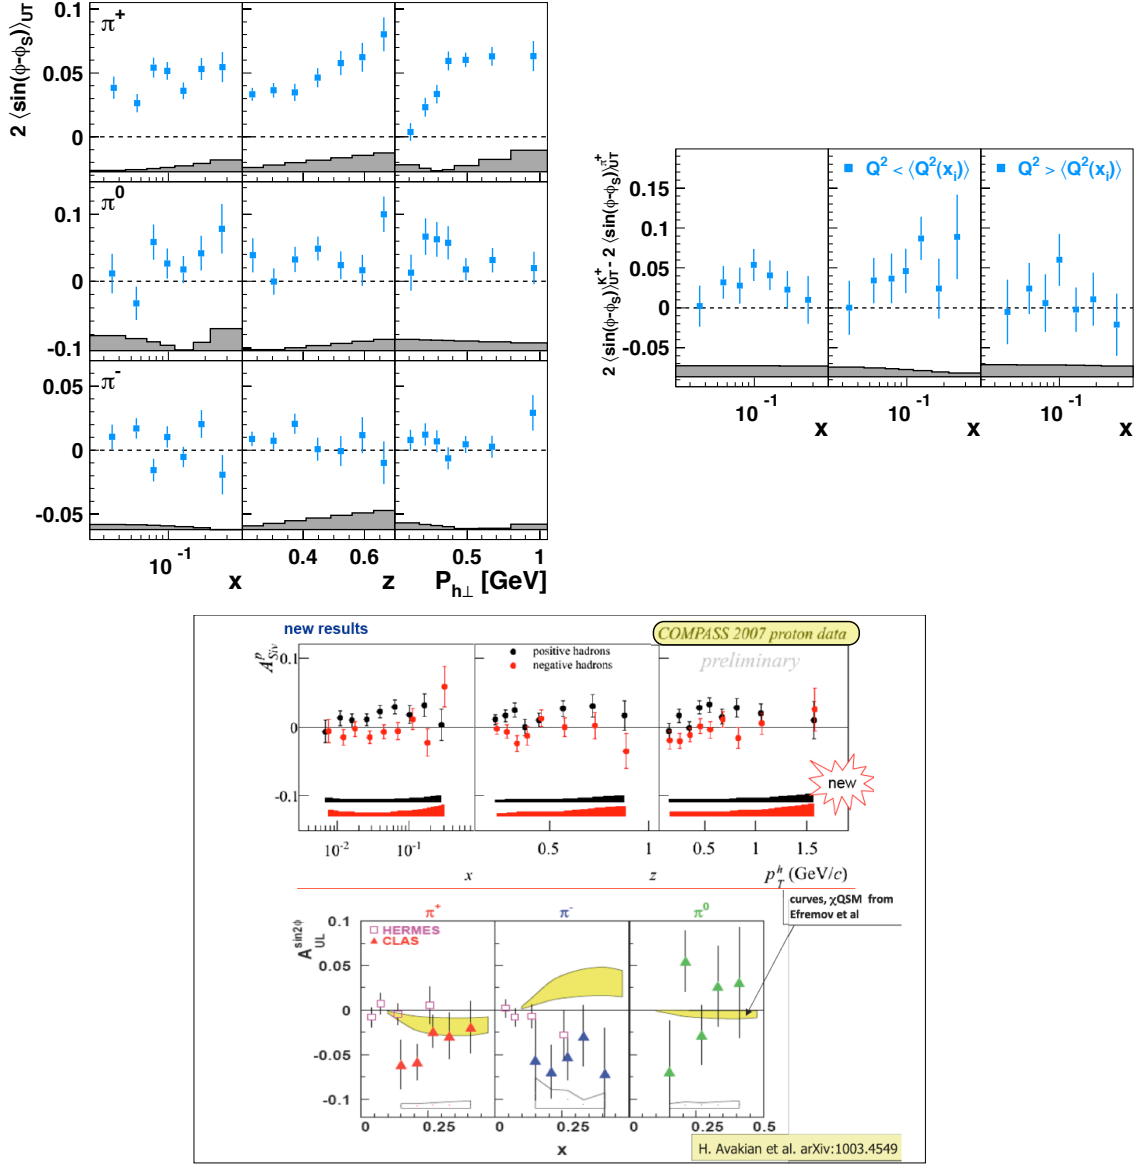 2 ⟨sin(ϕ-ϕS)⟩UT
0.1
0.05
0
π+
0.1
0
-0.1
π0
0.05
0
-0.05
π-
10-1
0.4 0.6
0.5 1
x z Ph⊥ [GeV]
2 ⟨sin(ϕ-ϕS)⟩K+UT - 2 ⟨sin(ϕ-ϕS)⟩π+UT
0.15
0.1
0.05
0
-0.05
Q2 < ⟨Q2(xi)⟩
Q2 > ⟨Q2(xi)⟩
10-1 10-1 10-1
x x x
new results
COMPASS 2007 proton data
ApSiv
0.1
0
-0.1
positive hadrons
negative hadrons
preliminary
new
10-2 10-1 0.5 1 0.5 1 1.5
x z phT (GeV/c)
curves, χQSM from
Efremov et al
π+ π- π0
Asin2ϕUL
0.1
0.05
0
-0.05
-0.1
HERMES
CLAS
0 0.25 0 0.25 0 0.25 0.5
x
H. Avakian et al. arXiv:1003.4549